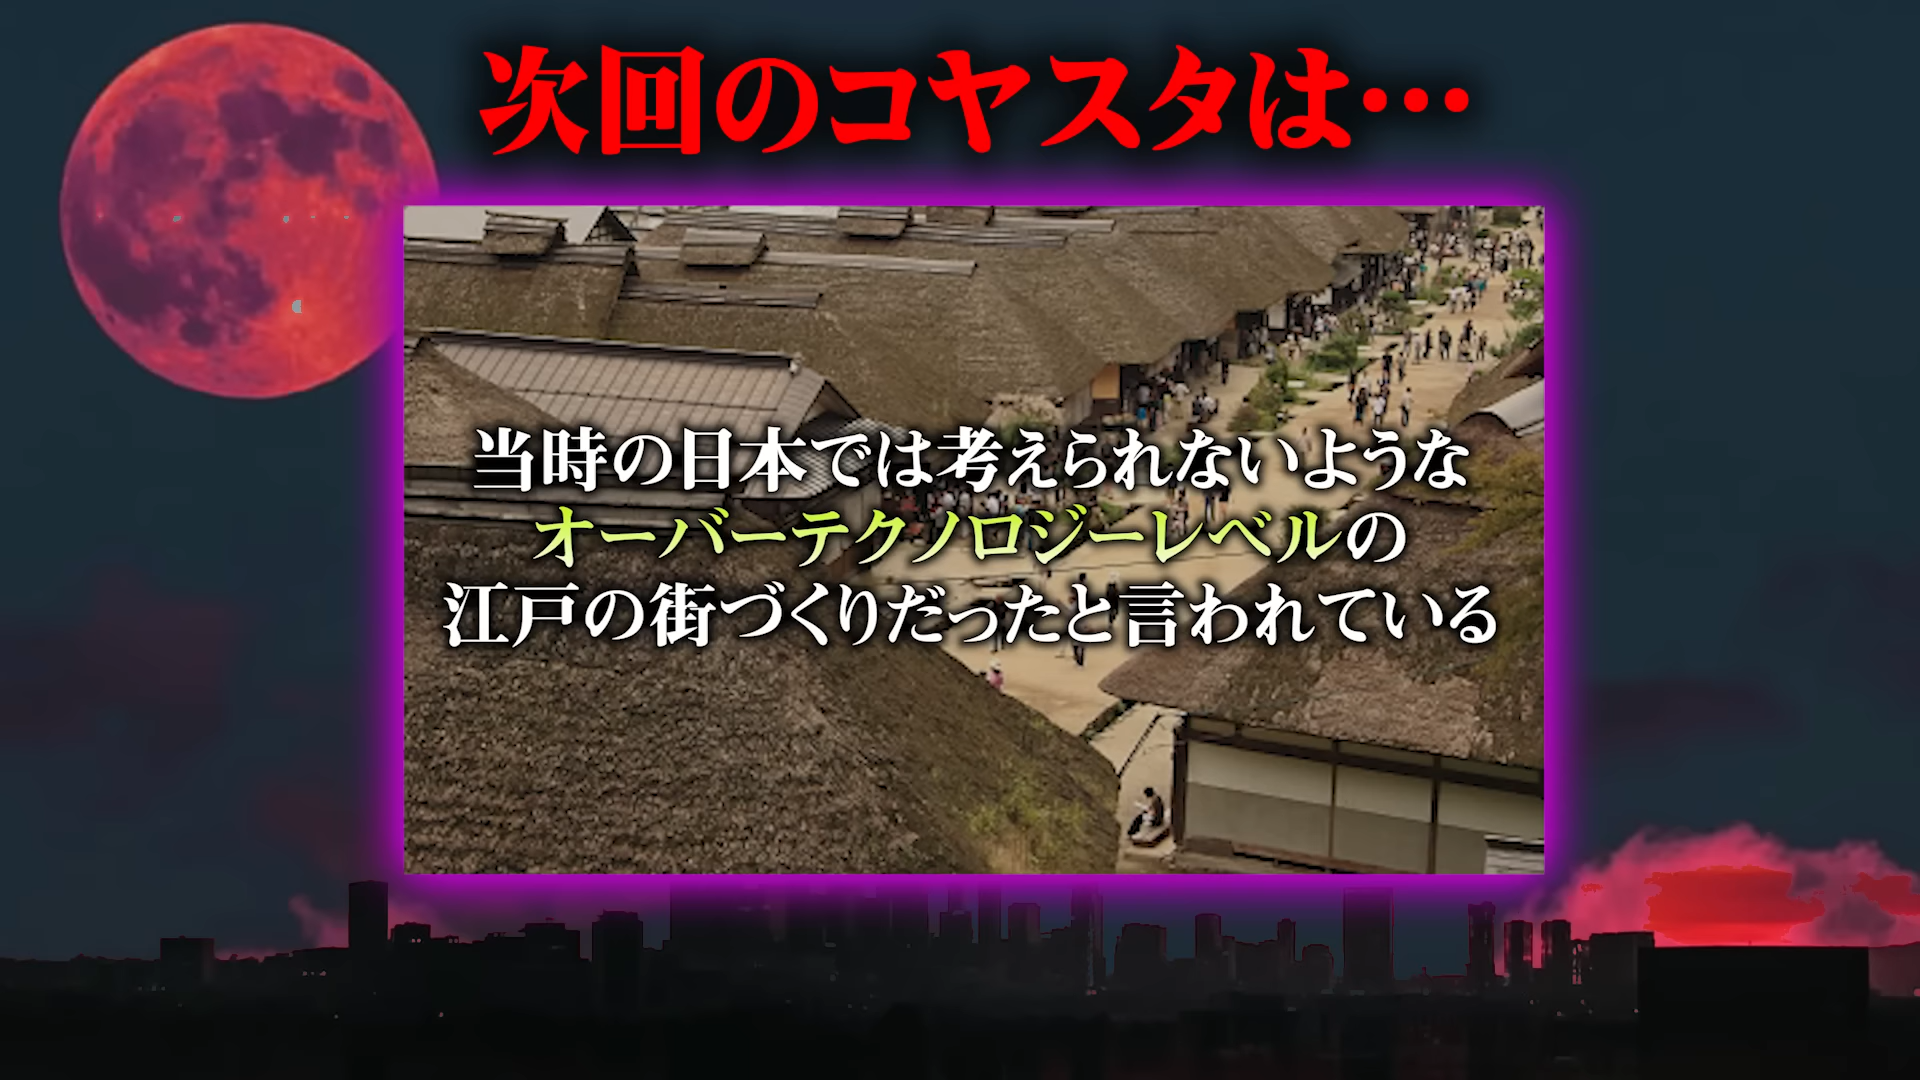 次回のコヤスタは…
当時の日本では考えられないような
オーバーテクノロジーレベルの
江戸の街づくりだったと言われている